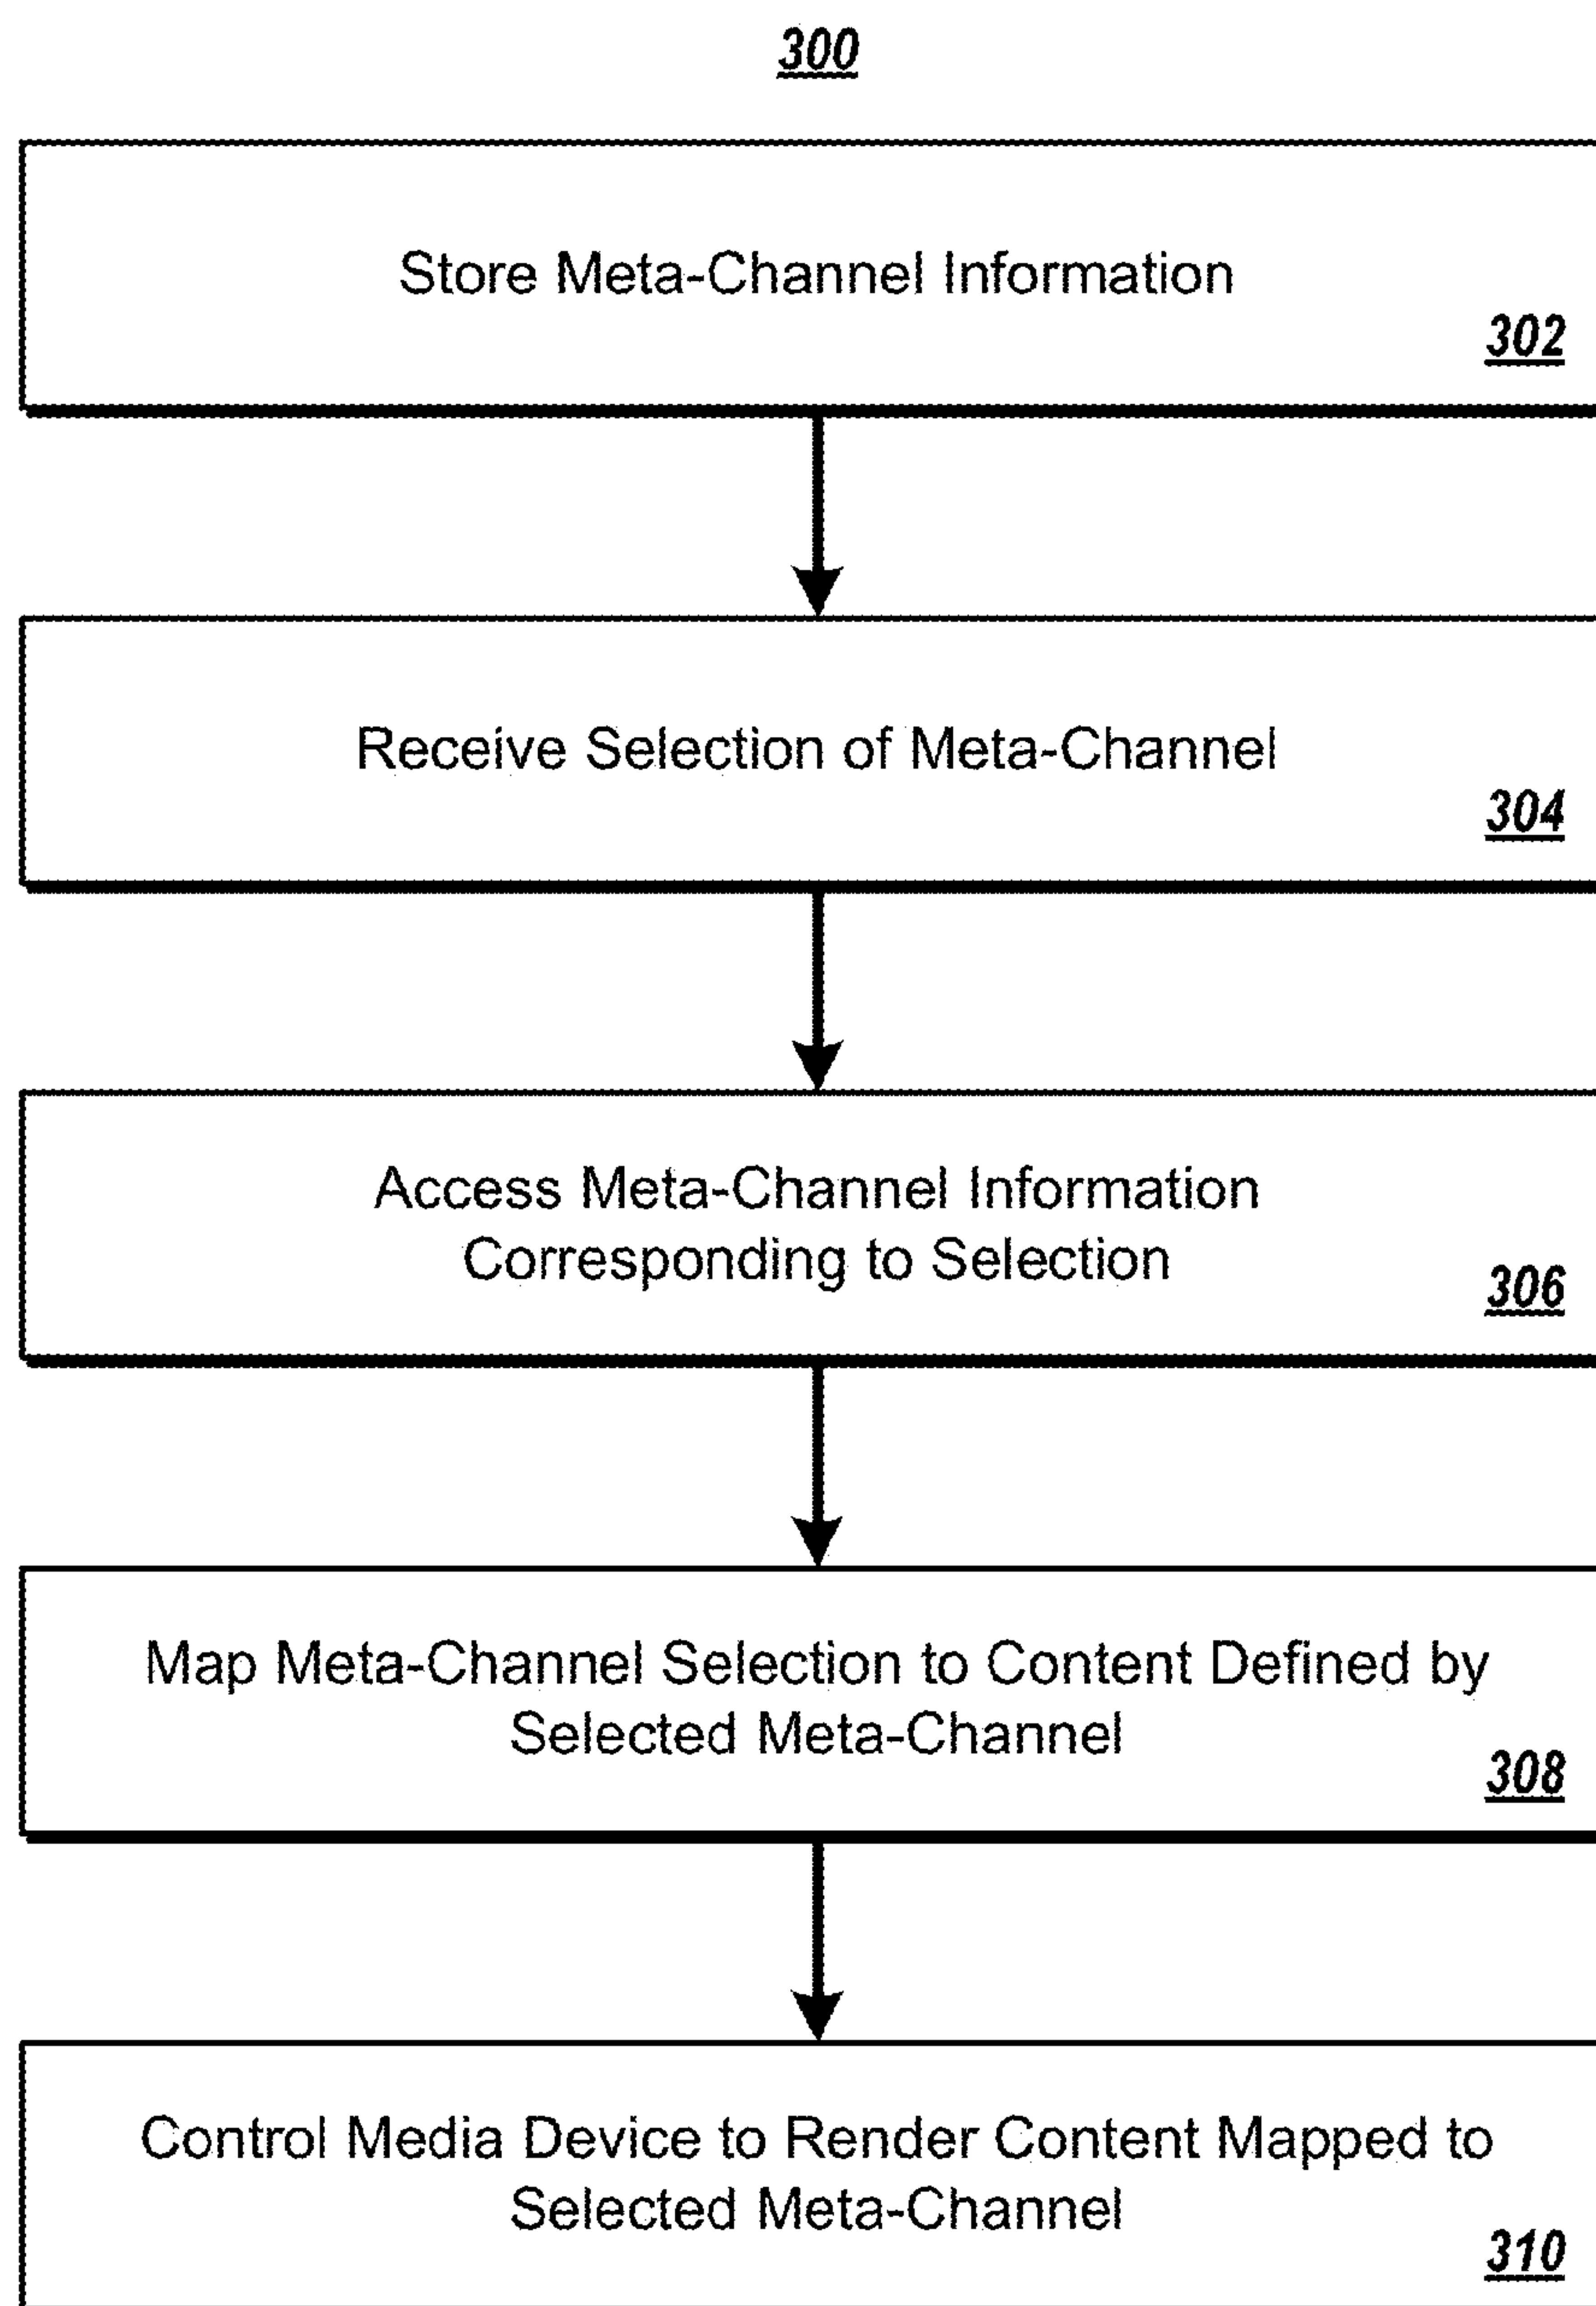 300
Store Meta-Channel Information
302
Receive Selection of Meta-Channel
304
Access Meta-Channel Information
Corresponding to Selection
306
Map Meta-Channel Selection to Content Defined by
Selected Meta-Channel
308
Control Media Device to Render Content Mapped to
Selected Meta-Channel
310